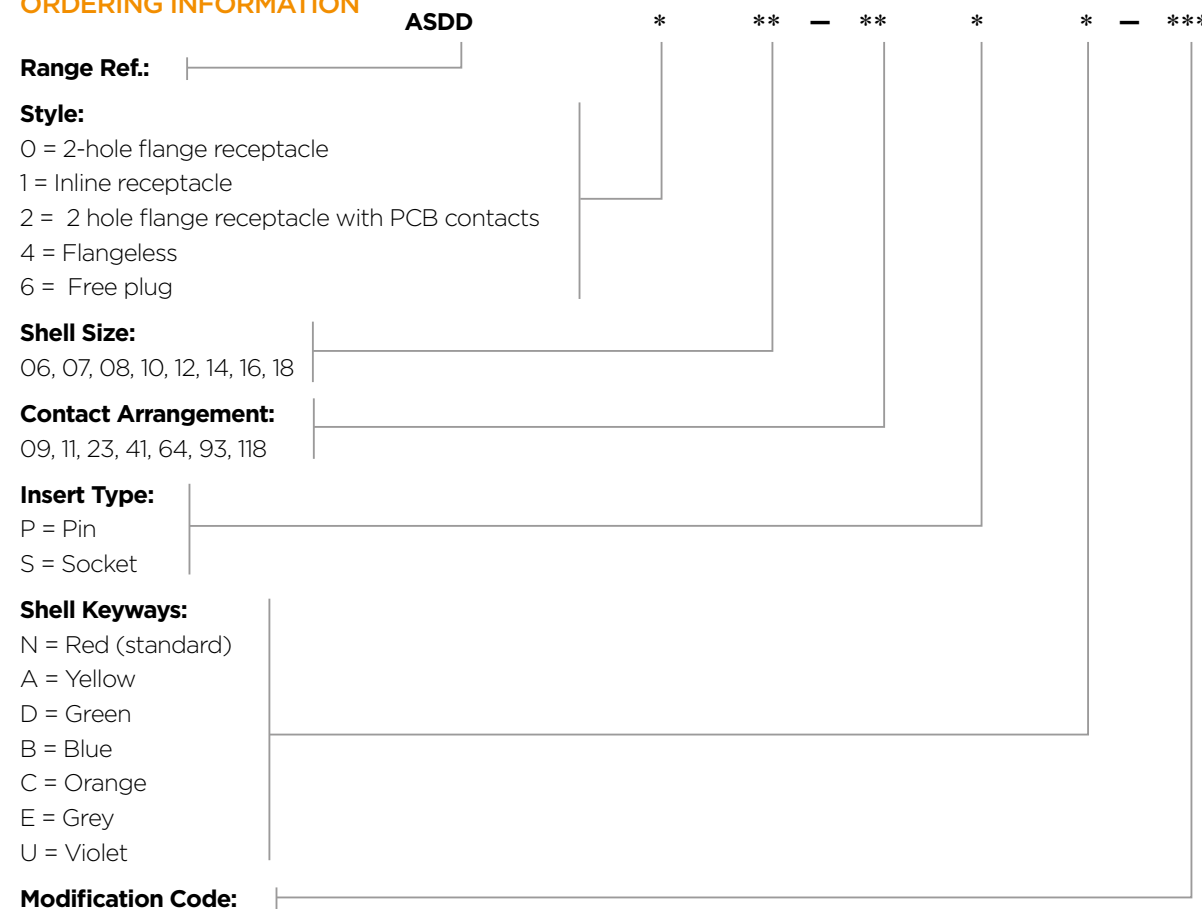 ORDERING INFORMATION
ASDD * ** – ** * * – ***
Range Ref.:
Style:
0 = 2-hole flange receptacle
1 = Inline receptacle
2 = 2 hole flange receptacle with PCB contacts
4 = Flangeless
6 = Free plug
Shell Size:
06, 07, 08, 10, 12, 14, 16, 18
Contact Arrangement:
09, 11, 23, 41, 64, 93, 118
Insert Type:
P = Pin
S = Socket
Shell Keyways:
N = Red (standard)
A = Yellow
D = Green
B = Blue
C = Orange
E = Grey
U = Violet
Modification Code: